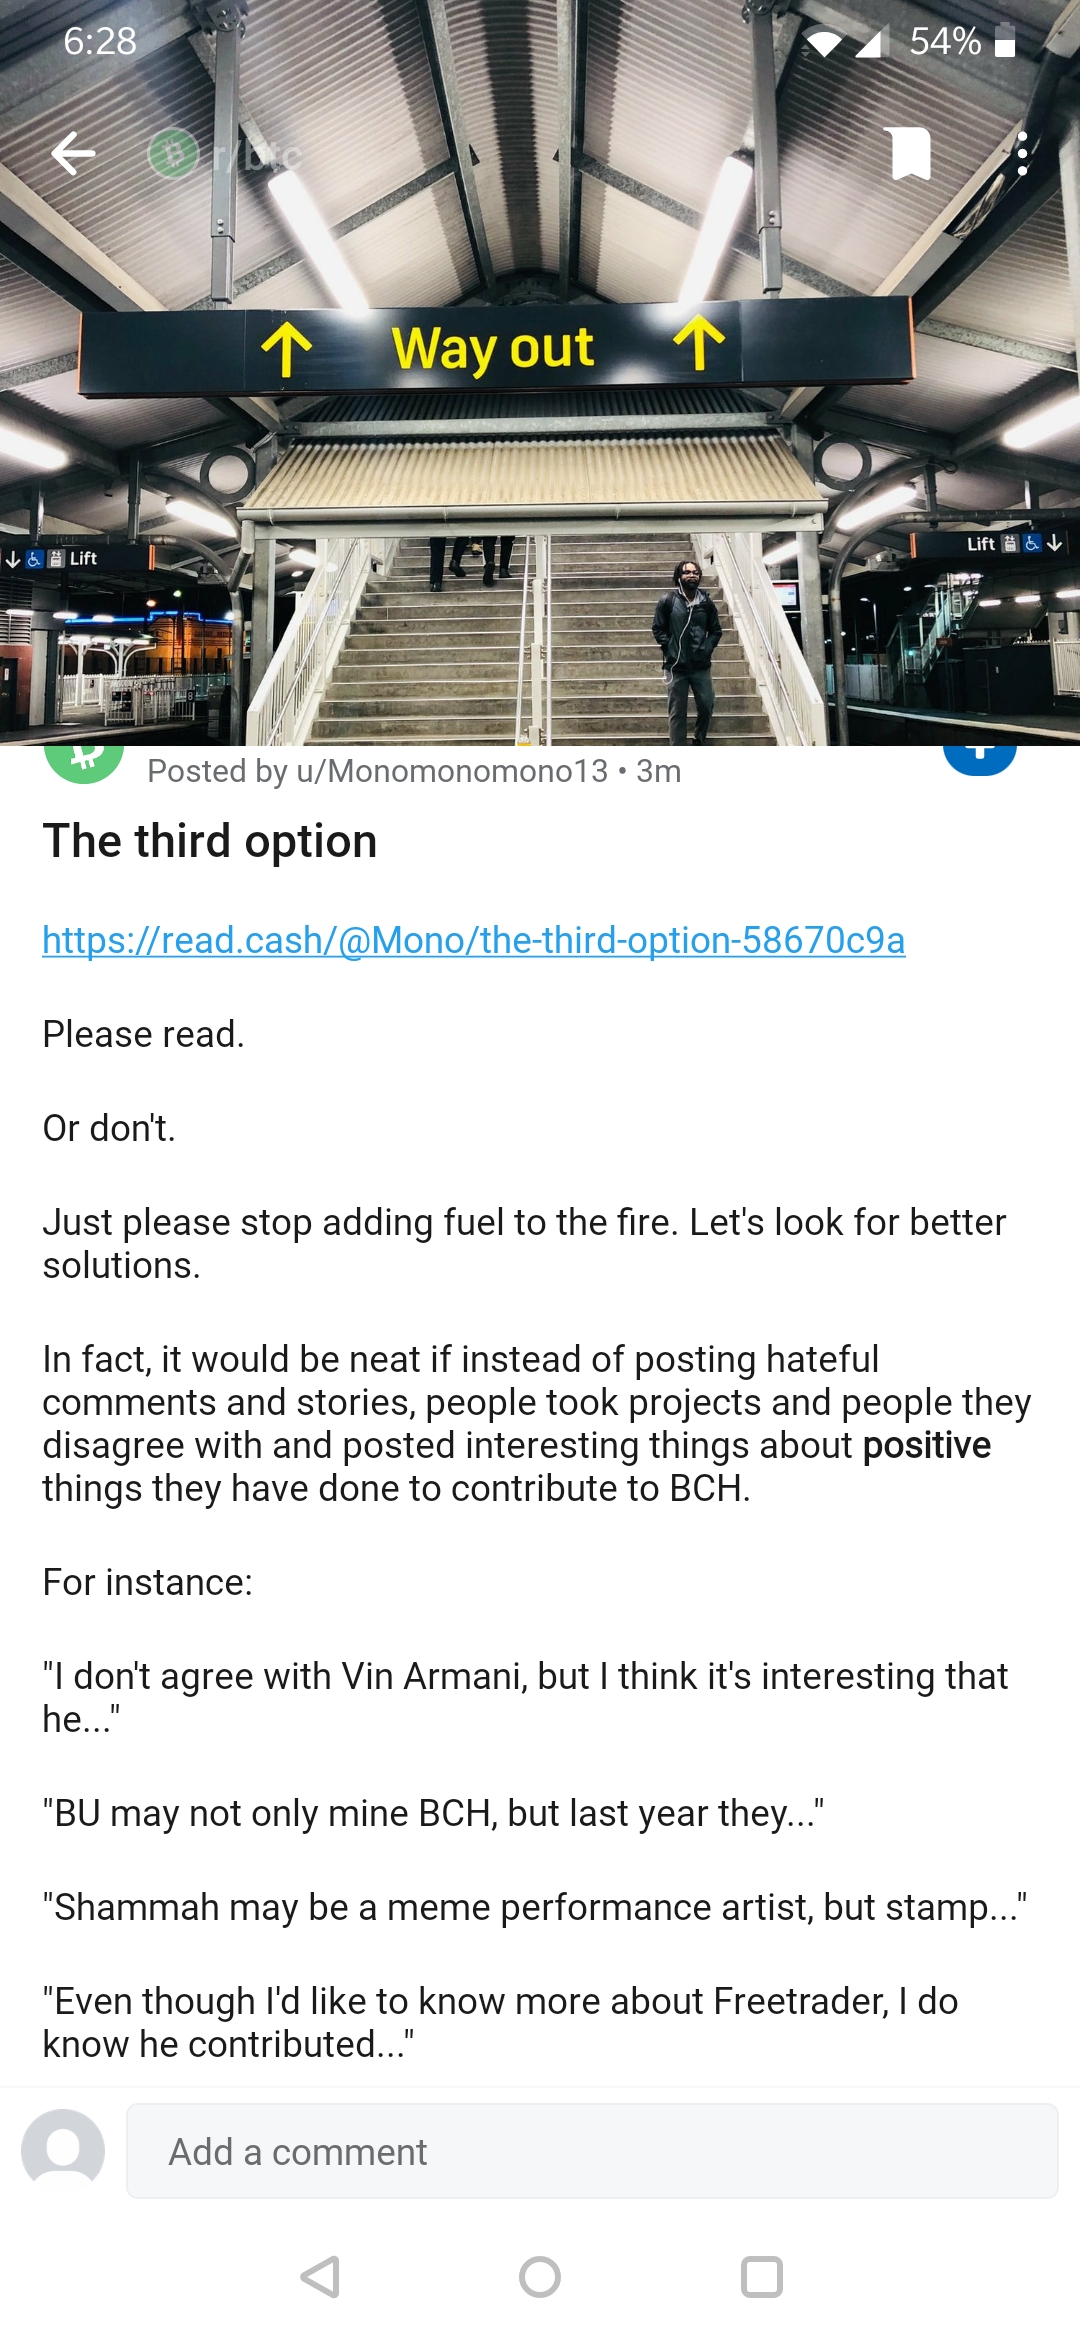 6:28
54%
r/btc
Way out
Lift
Lift
Posted by u/Monomonomono13 • 3m
The third option
https://read.cash/@Mono/the-third-option-58670c9a
Please read.
Or don't.
Just please stop adding fuel to the fire. Let's look for better
solutions.
In fact, it would be neat if instead of posting hateful
comments and stories, people took projects and people they
disagree with and posted interesting things about positive
things they have done to contribute to BCH.
For instance:
"I don't agree with Vin Armani, but I think it's interesting that
he..."
"BU may not only mine BCH, but last year they..."
"Shammah may be a meme performance artist, but stamp..."
"Even though I'd like to know more about Freetrader, I do
know he contributed..."
Add a comment